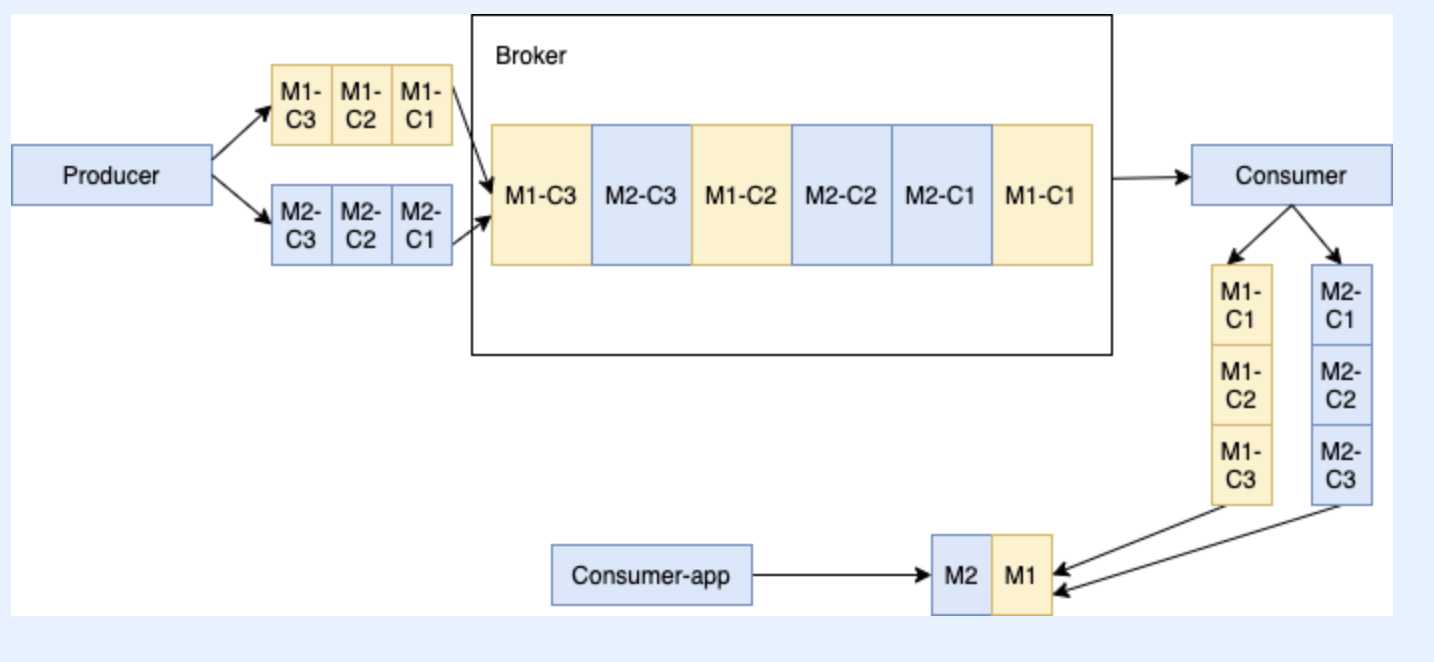 Broker
Producer
M1-
C3
M1-
C2
M1-
C1
M2-
C3
M2-
C2
M2-
C1
M1-C3
M2-C3
M1-C2
M2-C2
M2-C1
M1-C1
Consumer
M1-
C1
M1-
C2
M1-
C3
M2-
C1
M2-
C2
M2-
C3
Consumer-app
M2
M1